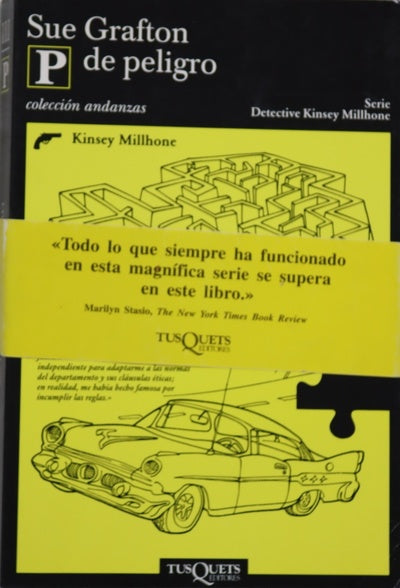 Sue Grafton
P de peligro
colección andanzas
Serie
Detective Kinsey Millhone
Kinsey Millhone
«Todo lo que siempre ha funcionado
en esta magnífica serie se supera
en este libro.»
Marilyn Stasio, The New York Times Book Review
TUSQUETS
EDITORES
independiente para adaptarme a las normas
del departamento y sus cláusulas éticas;
en realidad, me había hecho famosa por
incumplir las reglas.»
TUSQUETS
EDITORES
P